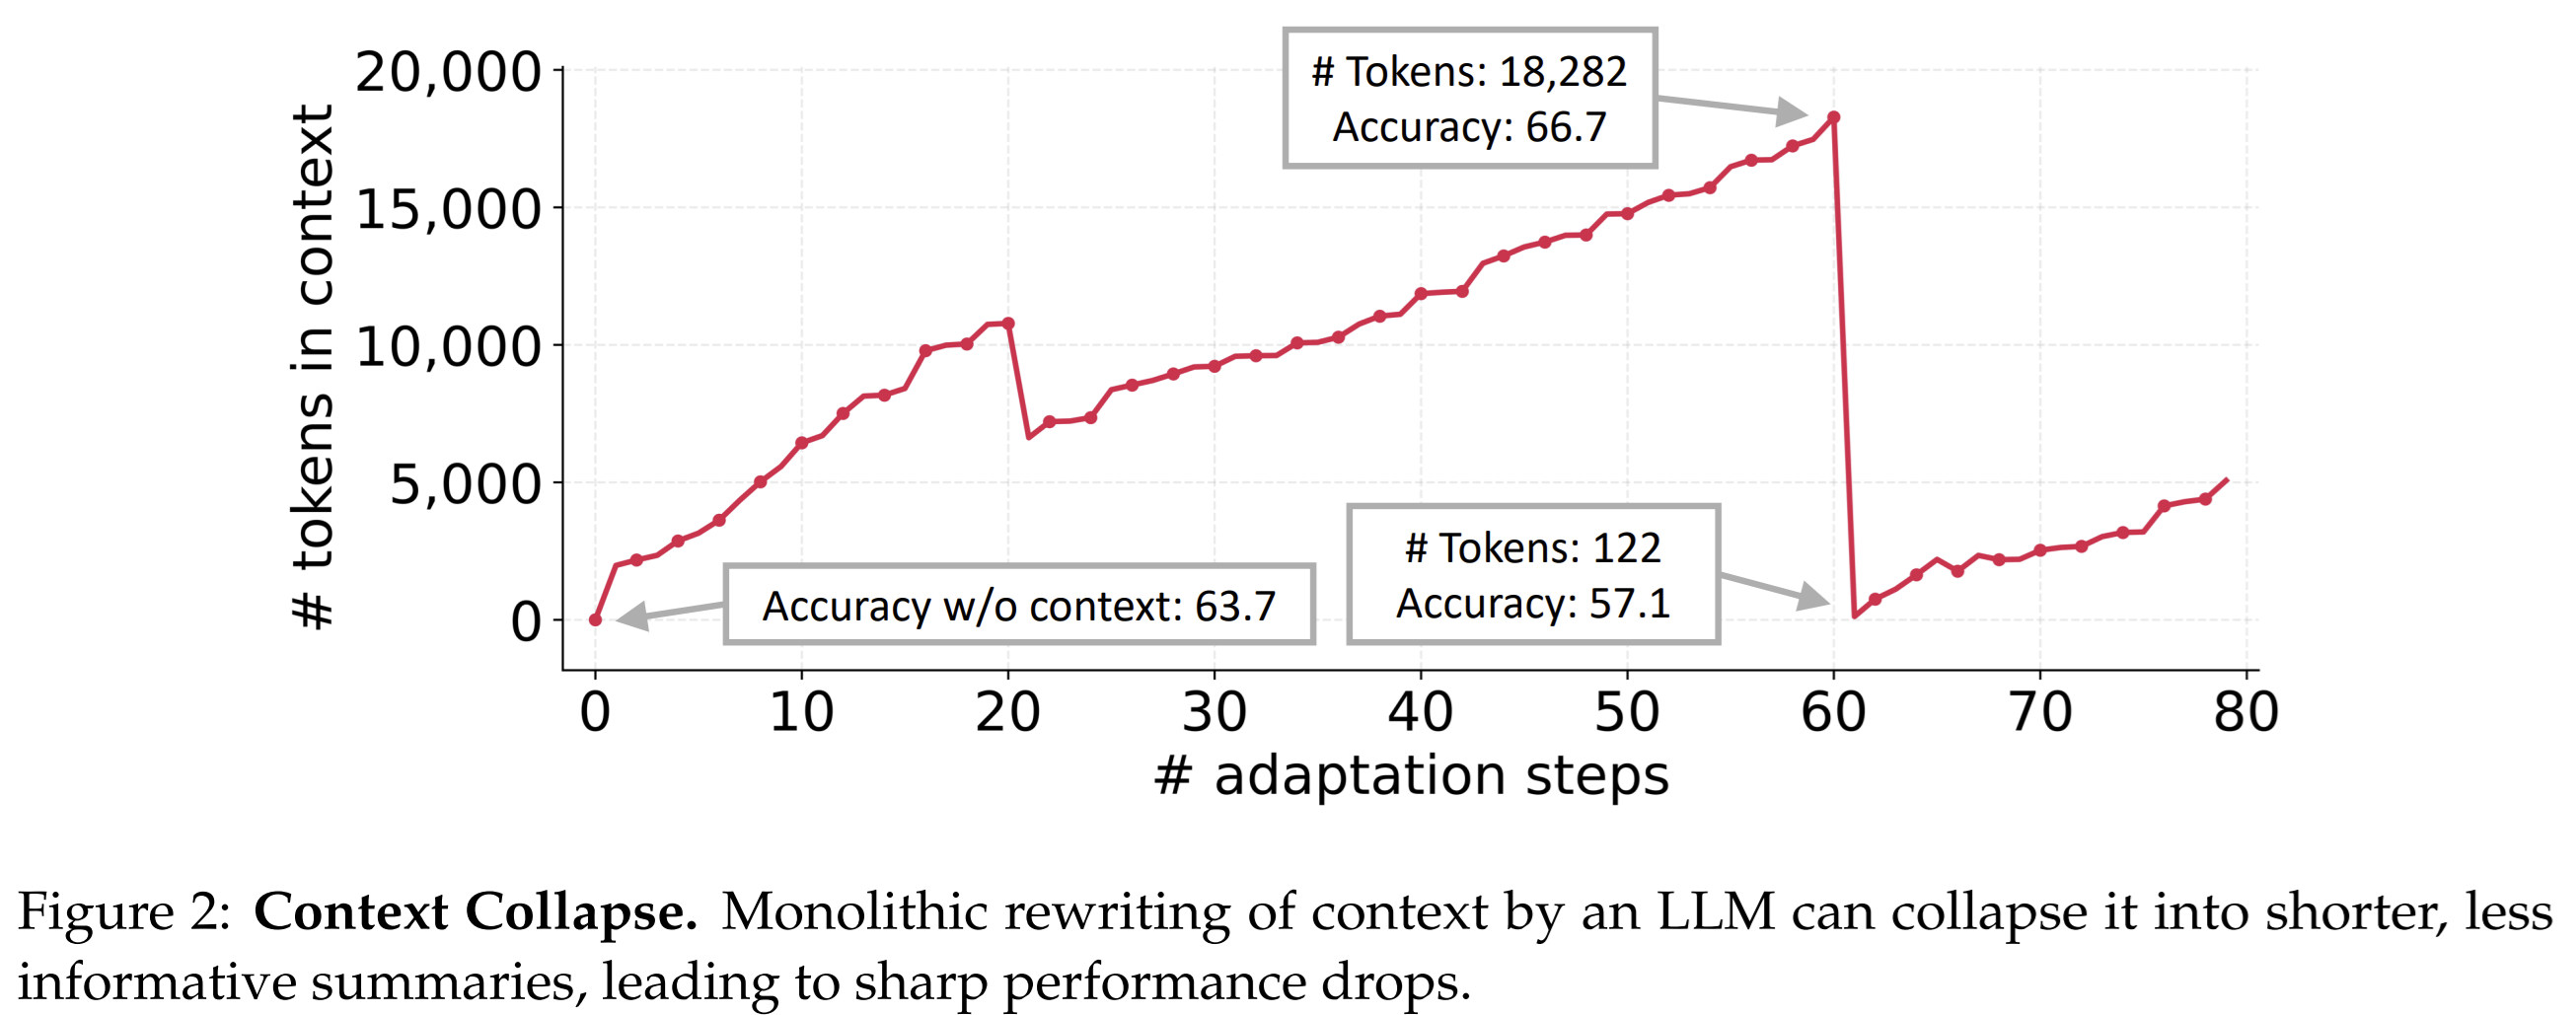 # tokens in context
20,000
15,000
10,000
5,000
0
# Tokens: 18,282
Accuracy: 66.7
Accuracy w/o context: 63.7
# Tokens: 122
Accuracy: 57.1
0 10 20 30 40 50 60 70 80
# adaptation steps
Figure 2: Context Collapse. Monolithic rewriting of context by an LLM can collapse it into shorter, less
informative summaries, leading to sharp performance drops.